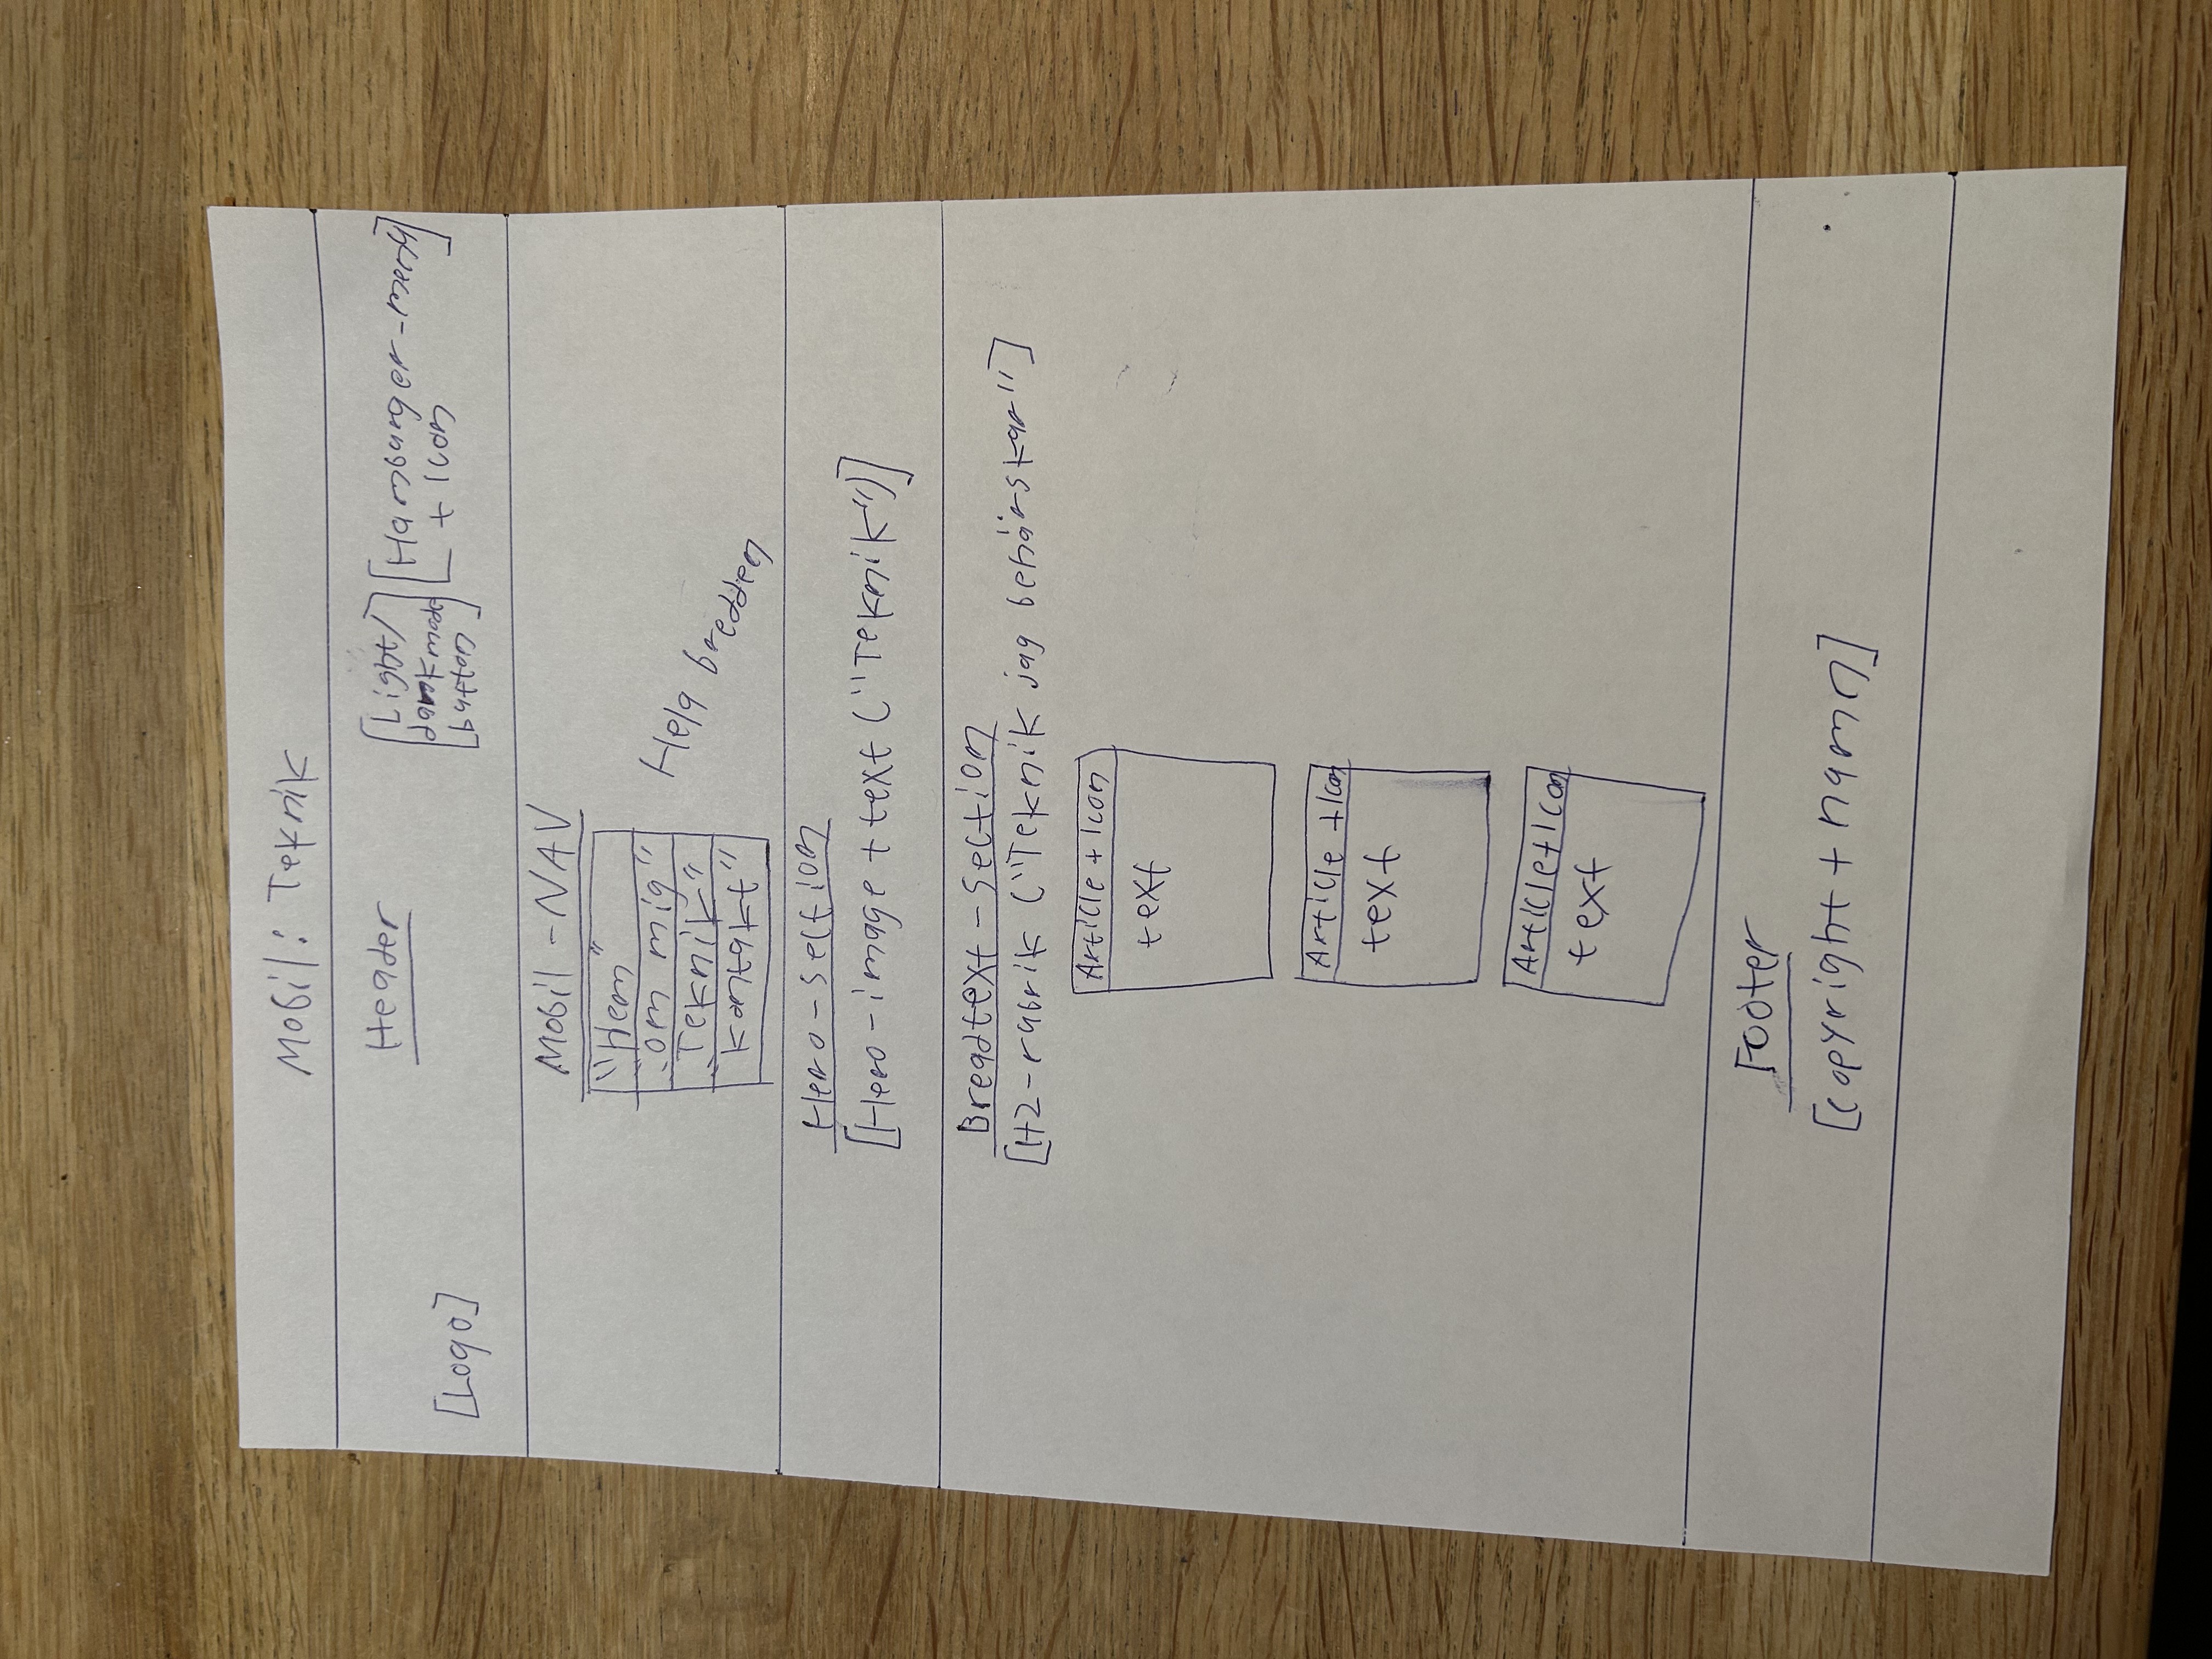 Mobil: Teknik
Header
[Logo]
[Light/
darkmode
button]
[Hamburger-meny
+ Icon]
Mobil-NAV
"Hem"
"om mig"
"Teknik"
"Kontakt"
Hela bredden
Hero-section
[Hero-image + text ("Teknik")]
Breadtext-section
[H2-rubrik ("Teknik jag behärskar")]
Article + Icon
text
Article + Icon
text
Article + Icon
text
Footer
[copyright + namn]